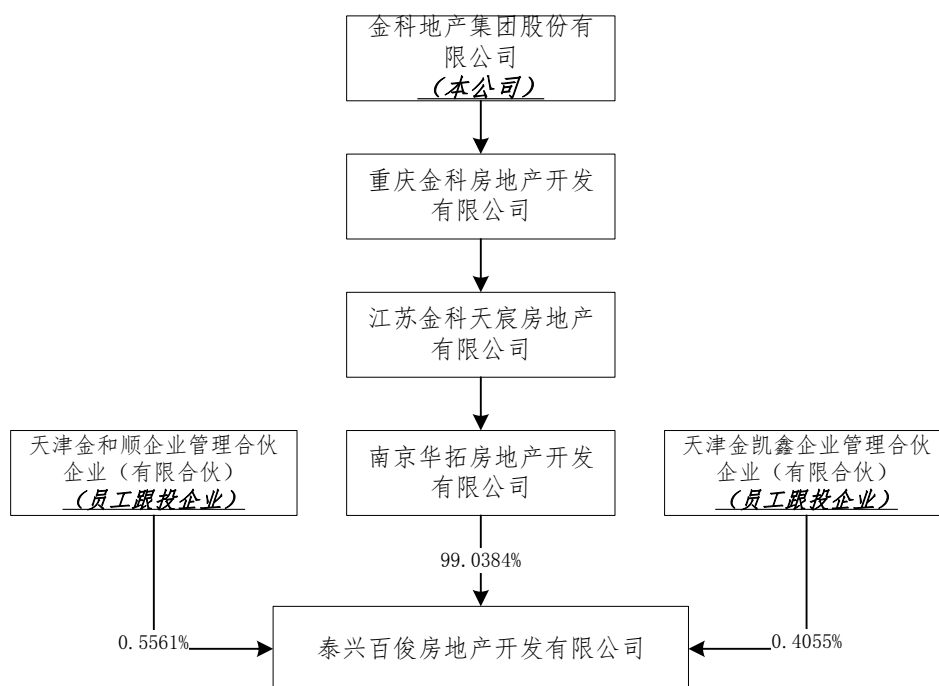 金科地产集团股份有
限公司
（本公司）
重庆金科房地产开发
有限公司
江苏金科天宸房地产
有限公司
天津金和顺企业管理合伙
企业（有限合伙）
（员工跟投企业）
南京华拓房地产开发
有限公司
天津金凯鑫企业管理合伙
企业（有限合伙）
（员工跟投企业）
99.0384%
0.5561%
泰兴百俊房地产开发有限公司
0.4055%